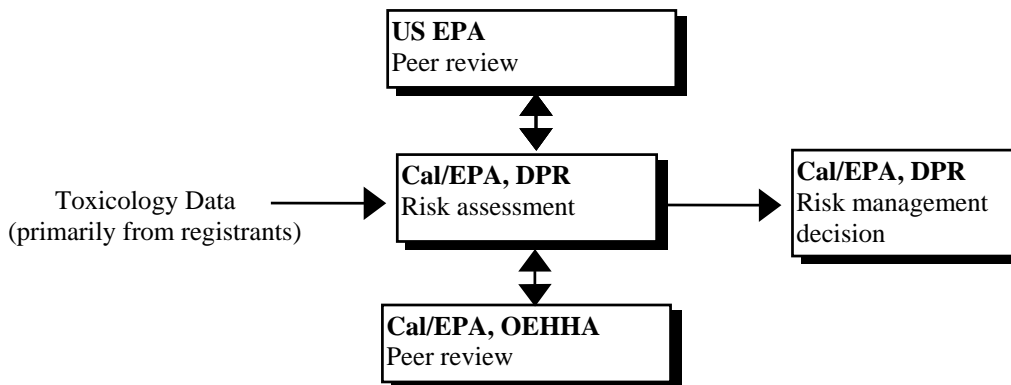 US EPA
Peer review
Toxicology Data
(primarily from registrants)
Cal/EPA, DPR
Risk assessment
Cal/EPA, DPR
Risk management
decision
Cal/EPA, OEHHA
Peer review